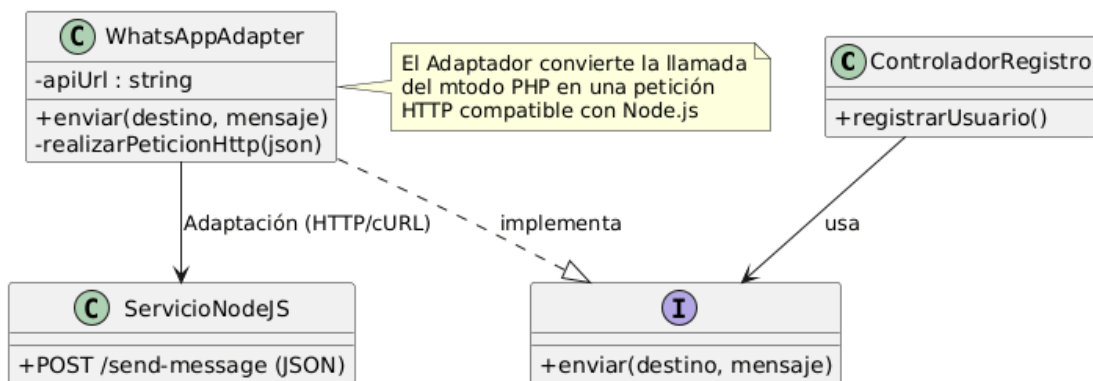 C WhatsAppAdapter
-apiUrl : string
+enviar(destino, mensaje)
-realizarPeticionHttp(json)
El Adaptador convierte la llamada
del mtodo PHP en una petición
HTTP compatible con Node.js
C ControladorRegistro
+registrarUsuario()
Adaptación (HTTP/cURL)
implementa
usa
C ServicioNodeJS
+POST /send-message (JSON)
I
+enviar(destino, mensaje)